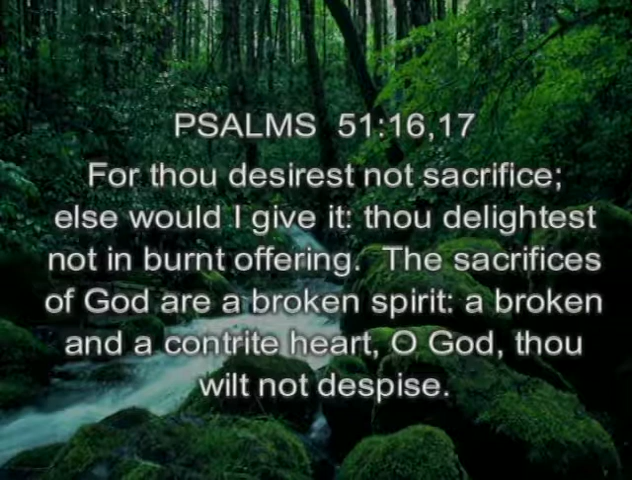 PSALMS 51:16,17
For thou desirest not sacrifice;
else would I give it: thou delightest
not in burnt offering. The sacrifices
of God are a broken spirit: a broken
and a contrite heart, O God, thou
wilt not despise.